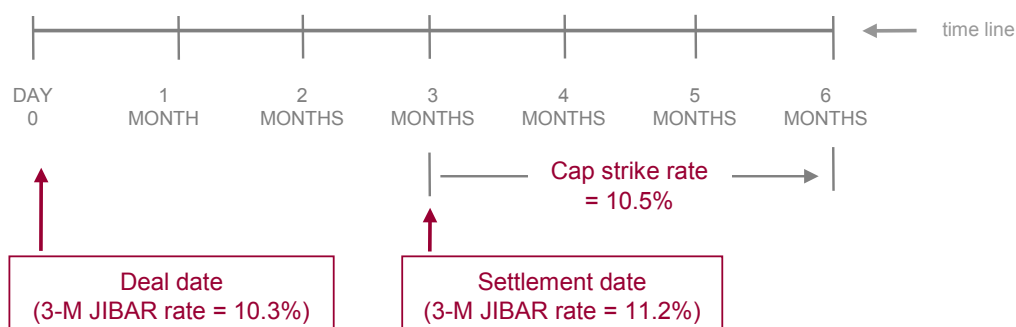 time line
DAY 0
1 MONTH
2 MONTHS
3 MONTHS
4 MONTHS
5 MONTHS
6 MONTHS
Cap strike rate
= 10.5%
Deal date
(3-M JIBAR rate = 10.3%)
Settlement date
(3-M JIBAR rate = 11.2%)